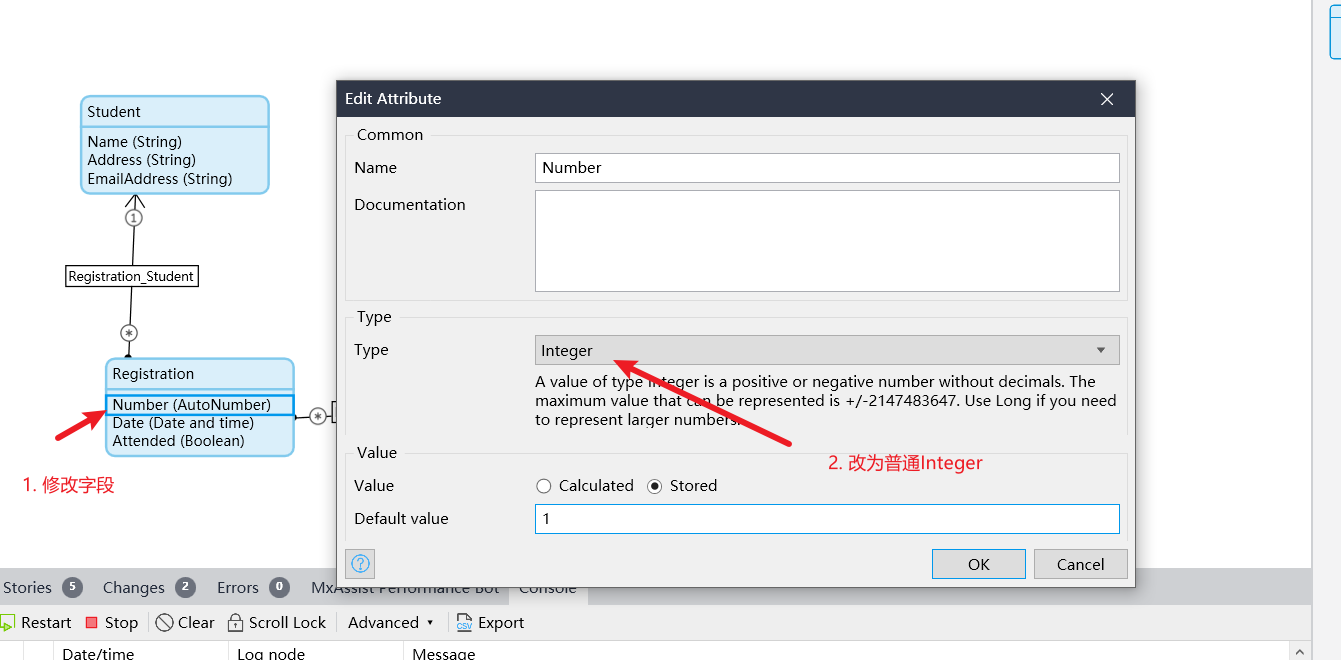 Student
Name (String)
Address (String)
EmailAddress (String)
1
Registration_Student
*
Registration
Number (AutoNumber)
Date (Date and time)
Attended (Boolean)
*
1. 修改字段
Edit Attribute
Common
Name
Number
Documentation
Type
Type
Integer
A value of type Integer is a positive or negative number without decimals. The
maximum value that can be represented is +/-2147483647. Use Long if you need
to represent larger numbers.
2. 改为普通Integer
Value
Value
Calculated Stored
Default value
1
?
OK Cancel
Stories 5 Changes 2 Errors 0 MxAssist Performance Bot Console
Restart Stop Clear Scroll Lock Advanced CSV Export
Date/time Log node Message